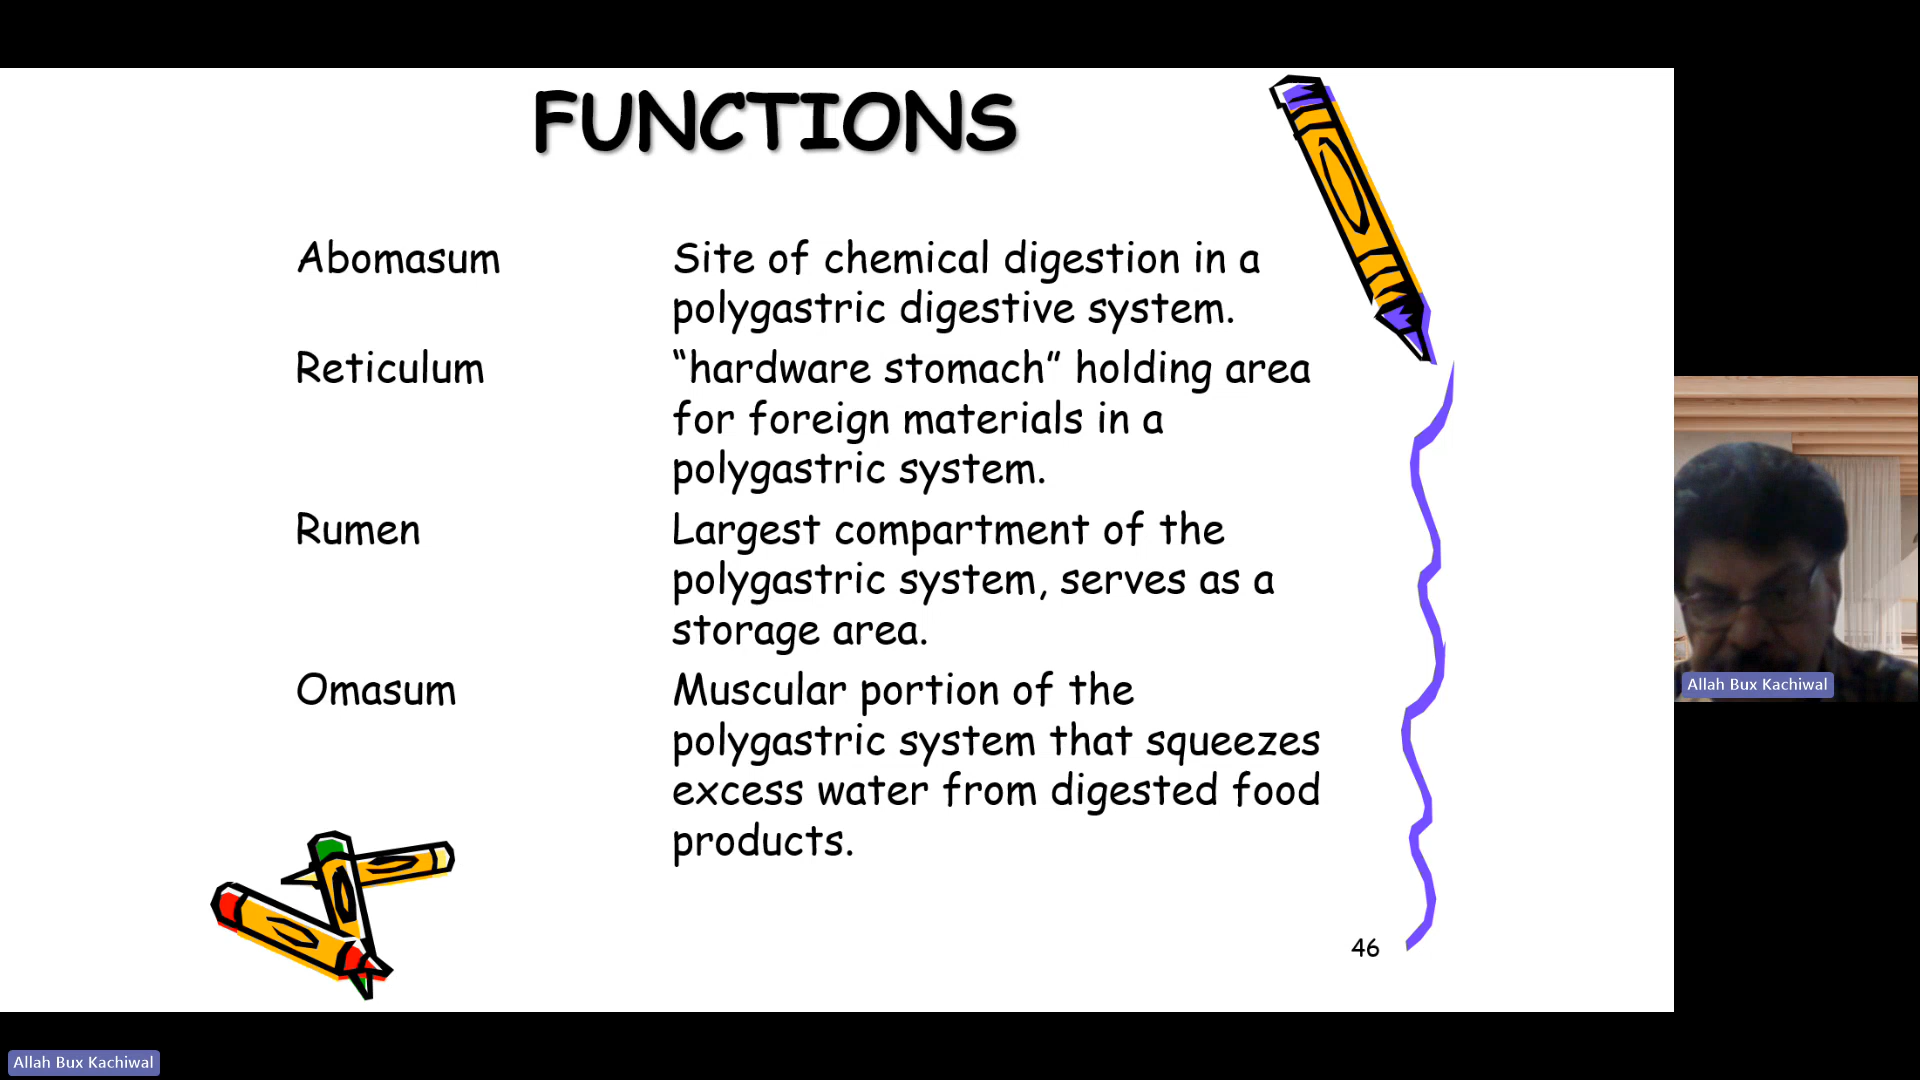 FUNCTIONS
Abomasum
Site of chemical digestion in a
polygastric digestive system.
Reticulum
“hardware stomach” holding area
for foreign materials in a
polygastric system.
Rumen
Largest compartment of the
polygastric system, serves as a
storage area.
Omasum
Muscular portion of the
polygastric system that squeezes
excess water from digested food
products.
46
Allah Bux Kachiwal
Allah Bux Kachiwal